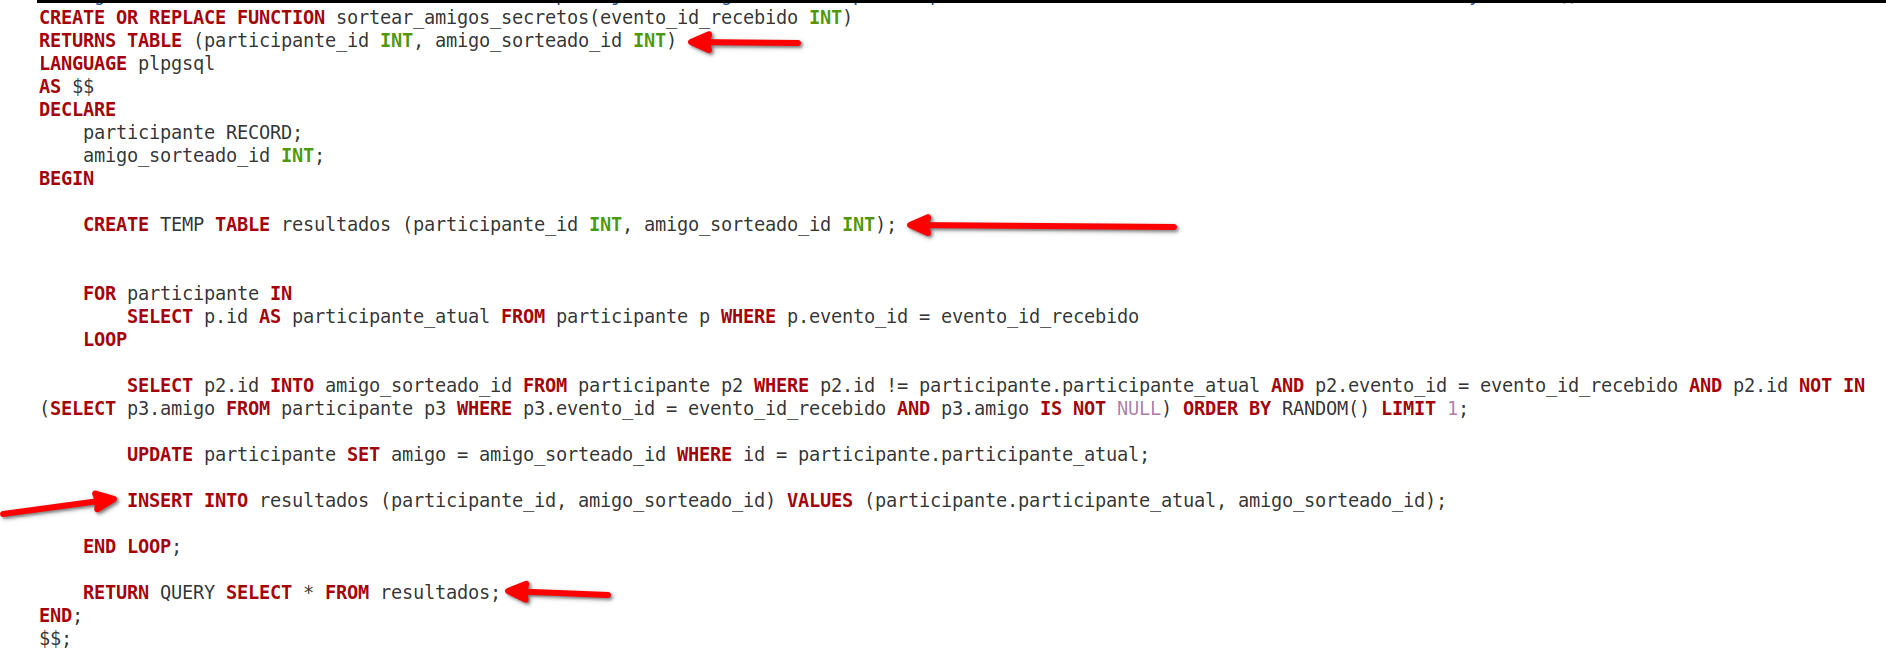 CREATE OR REPLACE FUNCTION sortear_amigos_secretos(evento_id_recebido INT)
RETURNS TABLE (participante_id INT, amigo_sorteado_id INT)
LANGUAGE plpgsql
AS $$
DECLARE
    participante RECORD;
    amigo_sorteado_id INT;
BEGIN
    CREATE TEMP TABLE resultados (participante_id INT, amigo_sorteado_id INT);
    FOR participante IN
        SELECT p.id AS participante_atual FROM participante p WHERE p.evento_id = evento_id_recebido
    LOOP
        SELECT p2.id INTO amigo_sorteado_id FROM participante p2 WHERE p2.id != participante.participante_atual AND p2.evento_id = evento_id_recebido AND p2.id NOT IN
(SELECT p3.amigo FROM participante p3 WHERE p3.evento_id = evento_id_recebido AND p3.amigo IS NOT NULL) ORDER BY RANDOM() LIMIT 1;
        UPDATE participante SET amigo = amigo_sorteado_id WHERE id = participante.participante_atual;
        INSERT INTO resultados (participante_id, amigo_sorteado_id) VALUES (participante.participante_atual, amigo_sorteado_id);
    END LOOP;
    RETURN QUERY SELECT * FROM resultados;
END;
$$;